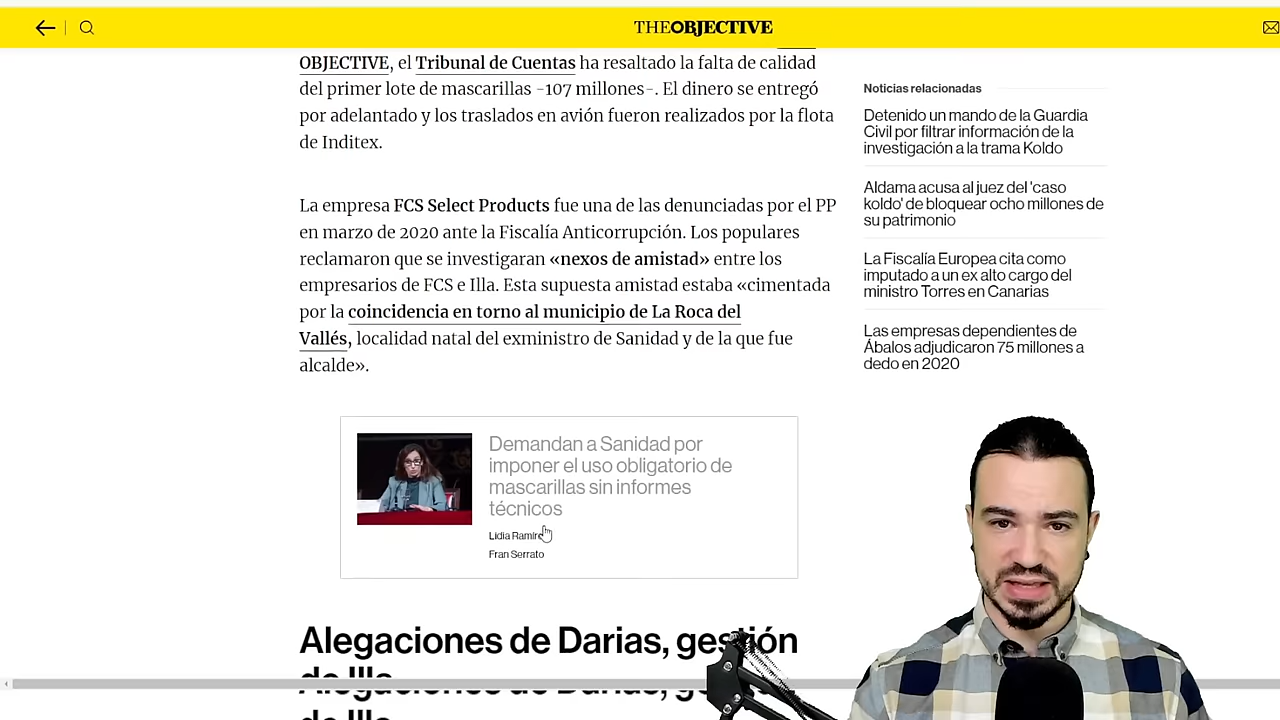 THEOBJECTIVE
OBJECTIVE, el Tribunal de Cuentas ha resaltado la falta de calidad
del primer lote de mascarillas -107 millones-. El dinero se entregó
por adelantado y los traslados en avión fueron realizados por la flota
de Inditex.
La empresa FCS Select Products fue una de las denunciadas por el PP
en marzo de 2020 ante la Fiscalía Anticorrupción. Los populares
reclamaron que se investigaran «nexos de amistad» entre los
empresarios de FCS e Illa. Esta supuesta amistad estaba «cimentada
por la coincidencia en torno al municipio de La Roca del
Vallés, localidad natal del exministro de Sanidad y de la que fue
alcalde».
Demandan a Sanidad por
imponer el uso obligatorio de
mascarillas sin informes
técnicos
Lidia
Fran Serrato
Alegaciones de Darias, gestión
de Illa
Alegaciones de Darias,
de Illa
Noticias relacionadas
Detenido un mando de la Guardia
Civil por filtrar información de la
investigación a la trama Koldo
Aldama acusa al juez del 'caso
koldo' de bloquear ocho millones de
su patrimonio
La Fiscalía Europea cita como
imputado a un ex alto cargo del
ministro Torres en Canarias
Las empresas dependientes de
Ábalos adjudicaron 75 millones a
dedo en 2020